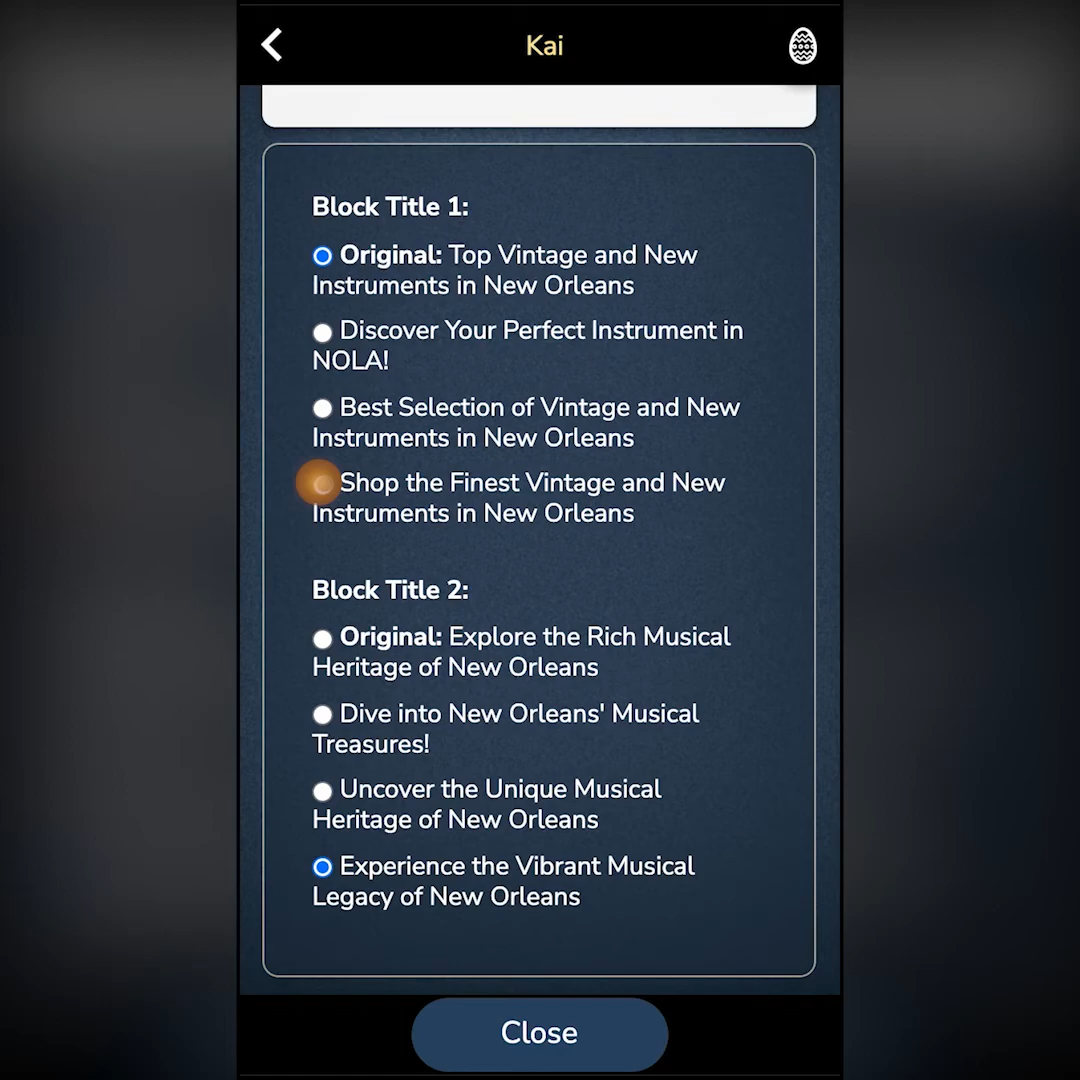 Kai
Block Title 1:
Original: Top Vintage and New
Instruments in New Orleans
Discover Your Perfect Instrument in
NOLA!
Best Selection of Vintage and New
Instruments in New Orleans
Shop the Finest Vintage and New
Instruments in New Orleans
Block Title 2:
Original: Explore the Rich Musical
Heritage of New Orleans
Dive into New Orleans' Musical
Treasures!
Uncover the Unique Musical
Heritage of New Orleans
Experience the Vibrant Musical
Legacy of New Orleans
Close